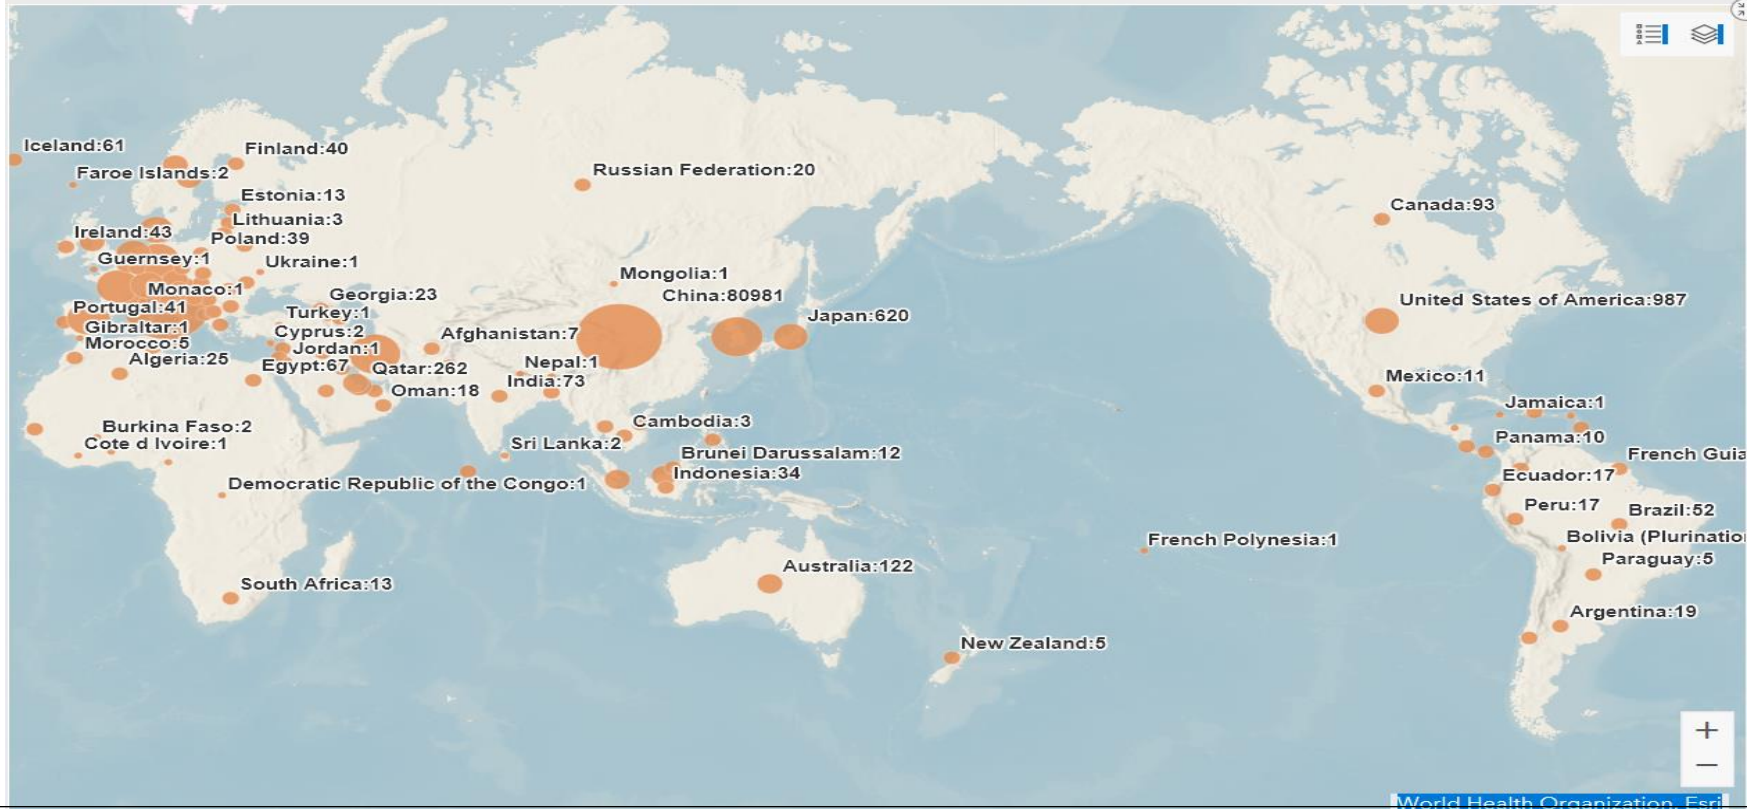 Iceland:61
Finland:40
Faroe Islands:2
Russian Federation:20
Estonia:13
Canada:93
Lithuania:3
Ireland:43
Poland:39
Guernsey:1
Ukraine:1
Mongolia:1
Monaco:1
Georgia:23
China:80981
United States of America:987
Portugal:41
Turkey:1
Japan:620
Gibraltar:1
Cyprus:2
Afghanistan:7
Morocco:5
Jordan:1
Algeria:25
Egypt:67
Qatar:262
Nepal:1
Mexico:11
India:73
Oman:18
Jamaica:1
Burkina Faso:2
Cambodia:3
Cote d Ivoire:1
Sri Lanka:2
Panama:10
Brunei Darussalam:12
French Guia
Indonesia:34
Ecuador:17
Democratic Republic of the Congo:1
Peru:17
Brazil:52
French Polynesia:1
Bolivia (Plurinatio
Paraguay:5
Australia:122
South Africa:13
Argentina:19
New Zealand:5
World Health Organization, Esri